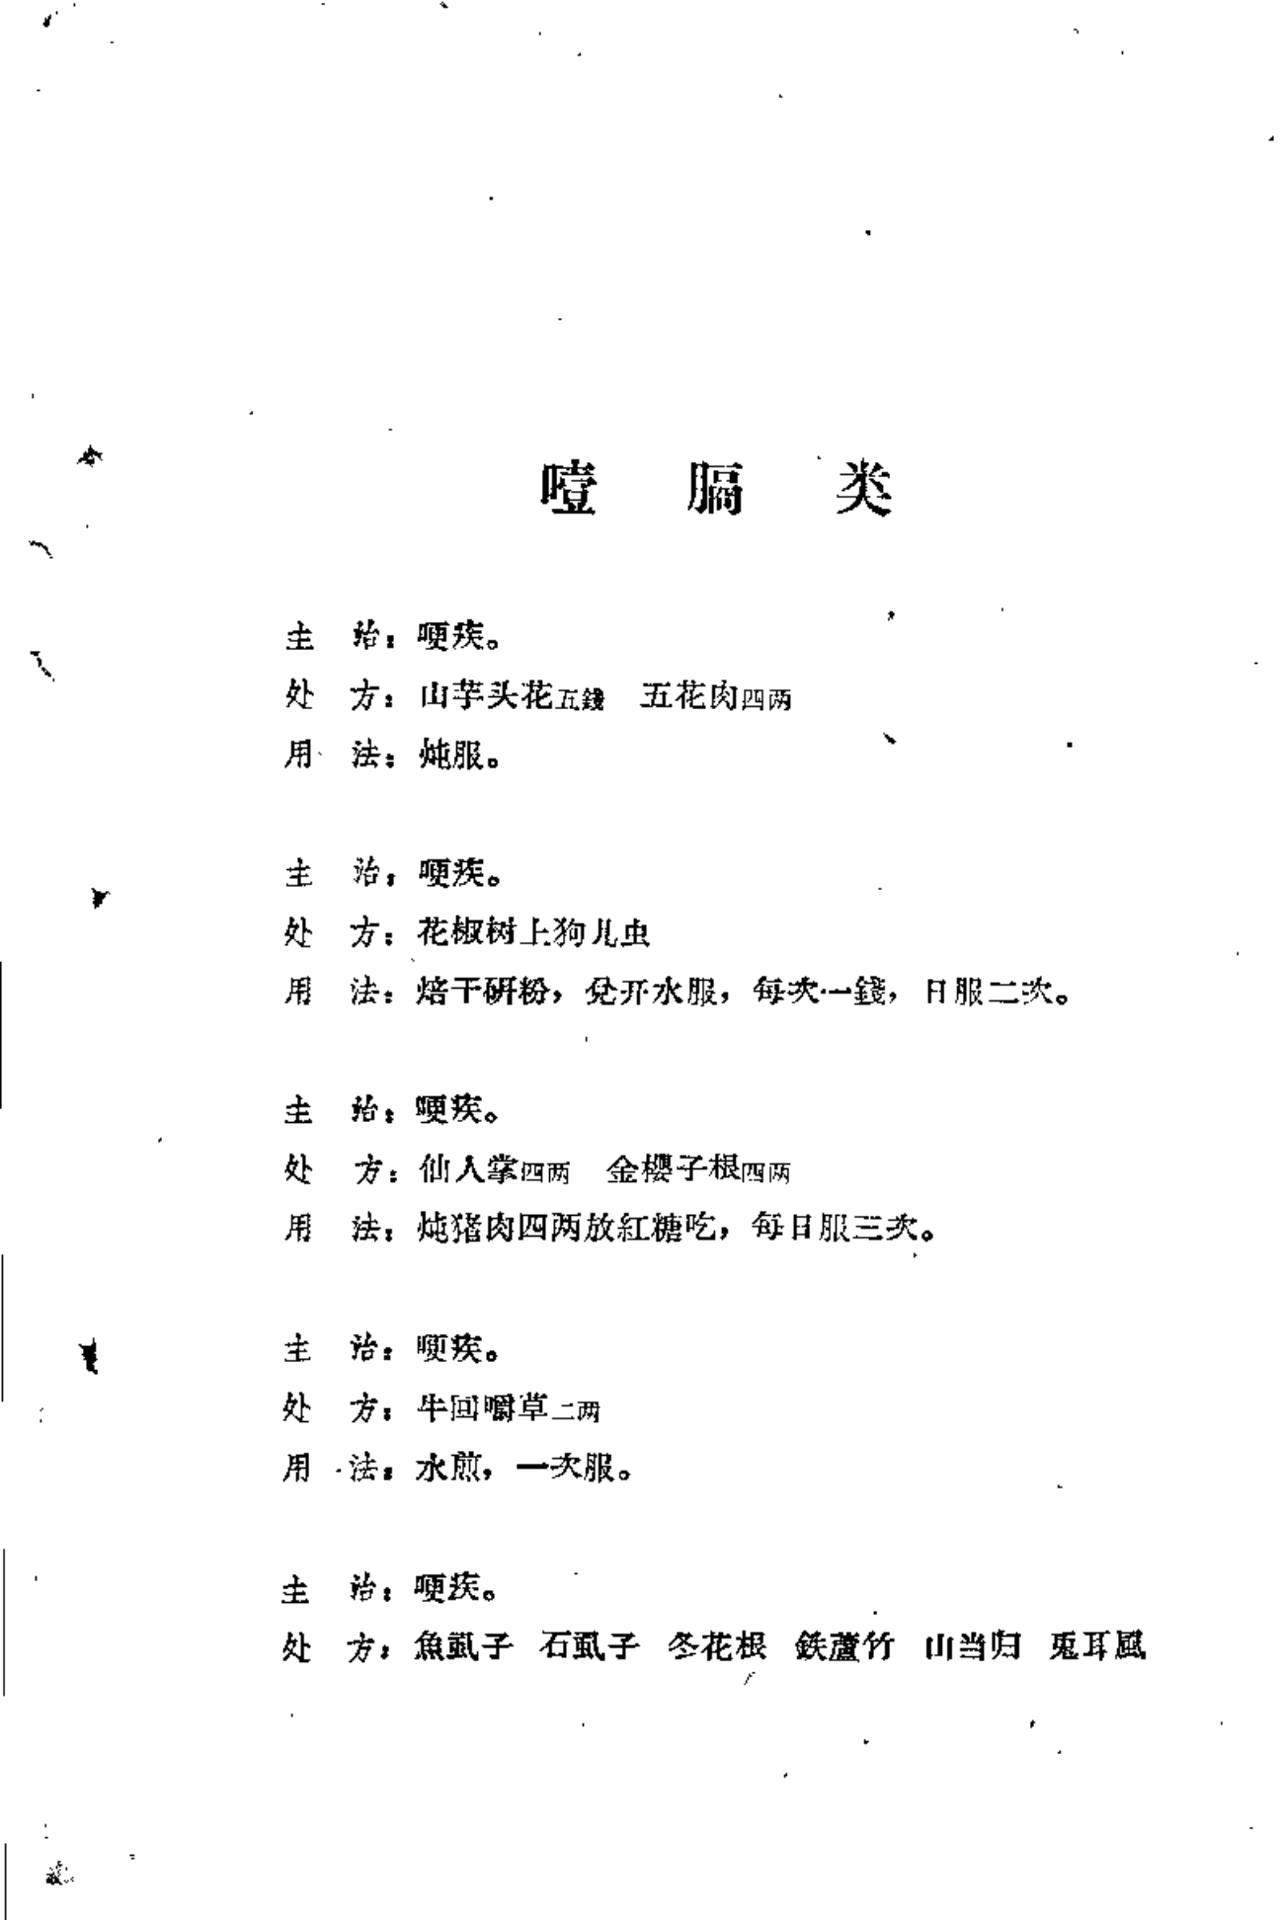 噎膈类
主　治：哽疾。
处　方：山芋头花五錢　五花肉四两
用　法：炖服。
主　治：哽疾。
处　方：花椒树上狗儿虫
用　法：焙干研粉，兑开水服，每次一錢，日服二次。
主　治：哽疾。
处　方：仙人掌四两　金櫻子根四两
用　法：炖猪肉四两放紅糖吃，每日服三次。
主　治：哽疾。
处　方：牛回嚼草二两
用　法：水煎，一次服。
主　治：哽疾。
处　方：魚虱子　石虱子　冬花根　鉄蘆竹　山当归　兎耳風